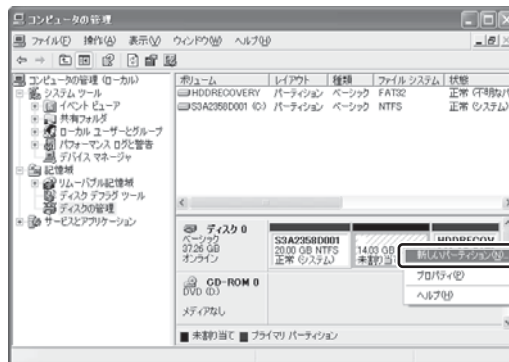 コンピュータの管理
ファイル(F) 操作(A) 表示(V) ウィンドウ(W) ヘルプ(H)
コンピュータの管理 (ローカル)
システム ツール
イベント ビューア
共有フォルダ
ローカル ユーザーとグループ
パフォーマンス ログと警告
デバイス マネージャ
記憶域
リムーバブル記憶域
ディスク デフラグ ツール
ディスクの管理
サービスとアプリケーション
ボリューム レイアウト 種類 ファイル システム 状態
HDDRECOVERY パーティション ベーシック FAT32 正常 (不明なパ
S3A2358D001 (C:) パーティション ベーシック NTFS 正常 (システム)
ディスク 0
ベーシック
37.26 GB
オンライン
S3A2358D001
20.00 GB NTFS
正常 (システム)
14.03 GB
未割り当
HDDRECOV
新しいパーティション(N)...
プロパティ(P)
ヘルプ(H)
CD-ROM 0
DVD (D:)
メディアなし
未割り当て プライマリ パーティション